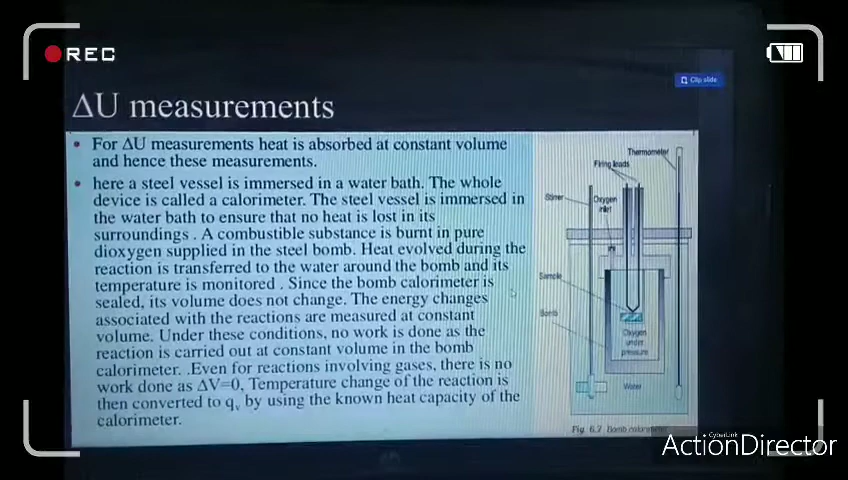 REC
Clip slide
ΔU measurements
• For ΔU measurements heat is absorbed at constant volume
and hence these measurements.
• here a steel vessel is immersed in a water bath. The whole
device is called a calorimeter. The steel vessel is immersed in
the water bath to ensure that no heat is lost in its
surroundings . A combustible substance is burnt in pure
dioxygen supplied in the steel bomb. Heat evolved during the
reaction is transferred to the water around the bomb and its
temperature is monitored . Since the bomb calorimeter is
sealed, its volume does not change. The energy changes
associated with the reactions are measured at constant
volume. Under these conditions, no work is done as the
reaction is carried out at constant volume in the bomb
calorimeter. .Even for reactions involving gases, there is no
work done as ΔV=0, Temperature change of the reaction is
then converted to qv by using the known heat capacity of the
calorimeter.
Thermometer
Firing leads
Stirrer
Oxygen
inlet
Sample
Bomb
Oxygen
under
pressure
Water
Fig. 6.7 Bomb calorimeter
CyberLink
ActionDirector